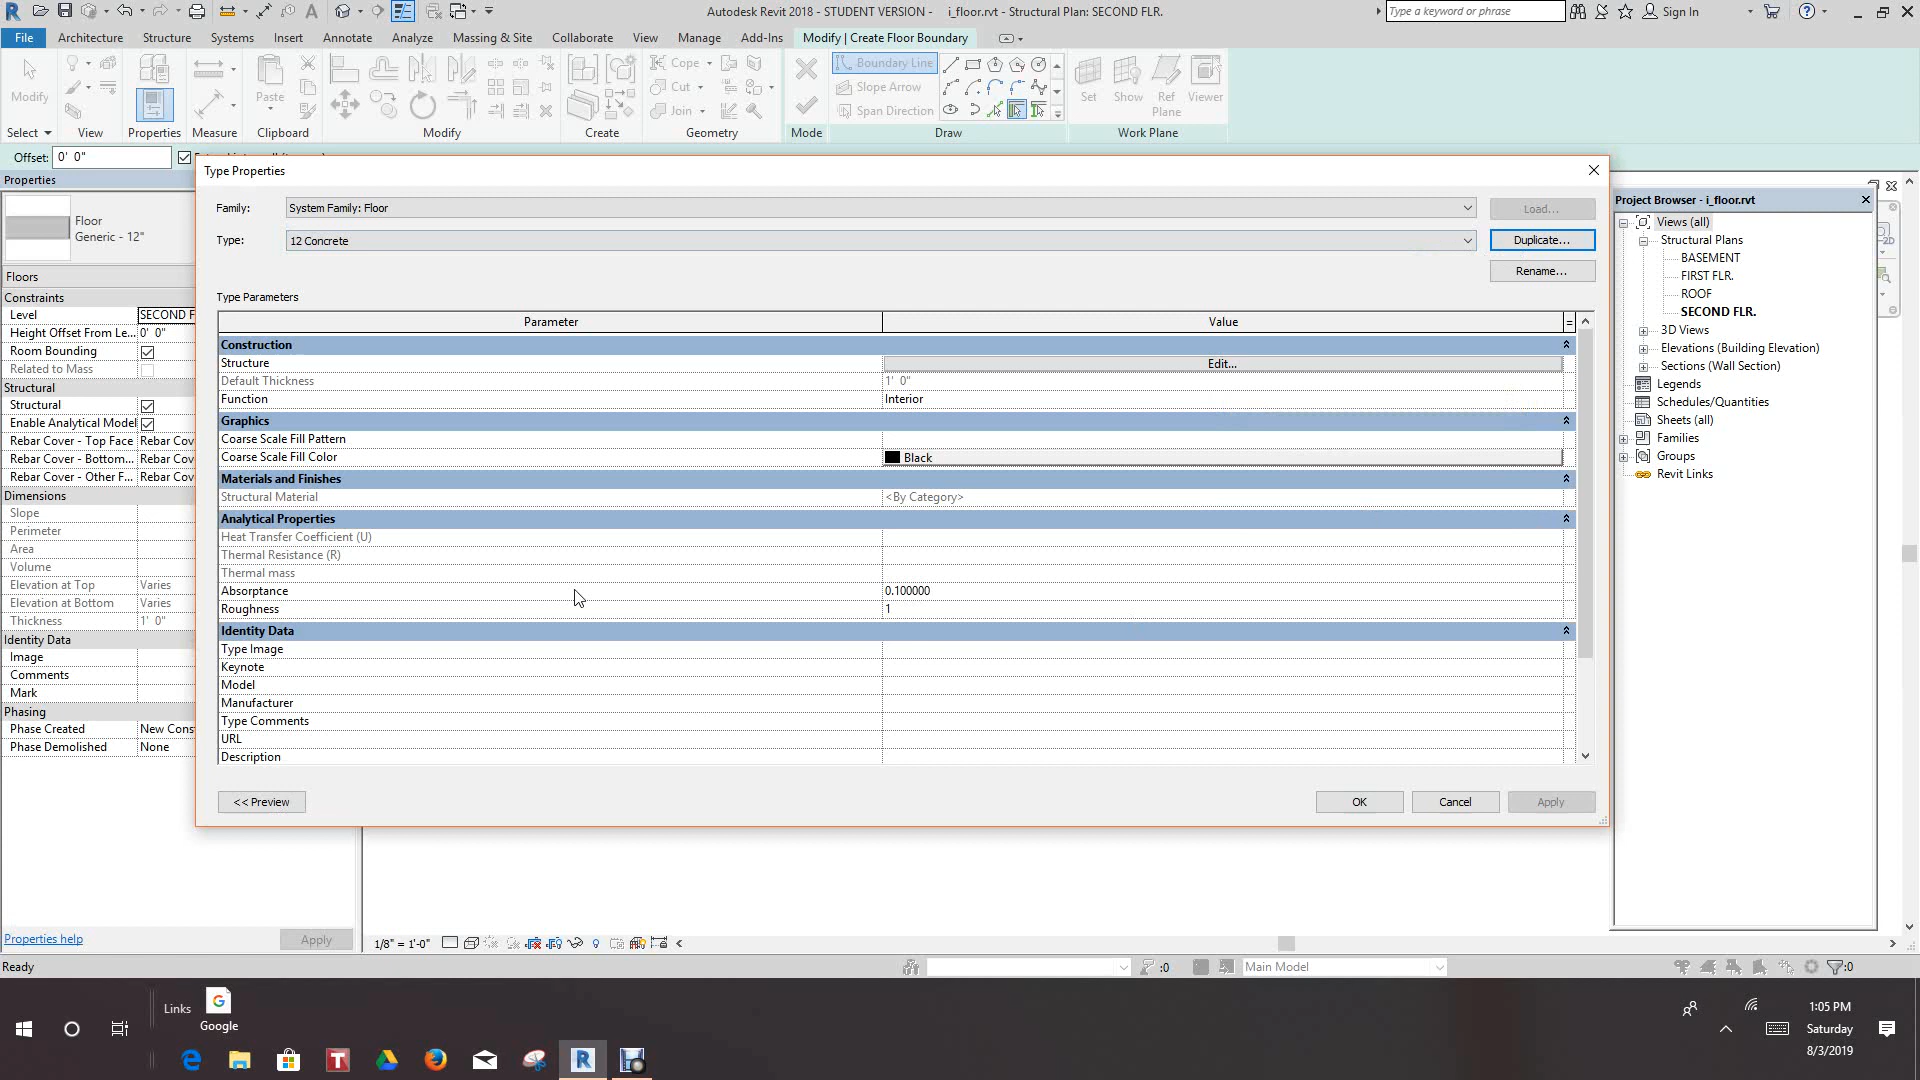 Autodesk Revit 2018 - STUDENT VERSION - i_floor.rvt - Structural Plan: SECOND FLR.
Type a keyword or phrase
Sign In
File Architecture Structure Systems Insert Annotate Analyze Massing & Site Collaborate View Manage Add-Ins Modify | Create Floor Boundary
Modify
Paste
Cope
Cut
Join
Boundary Line
Slope Arrow
Span Direction
Set Show Ref Plane Viewer
Select View Properties Measure Clipboard Modify Create Geometry Mode Draw Work Plane
Offset: 0' 0"
Properties
Floor
Generic - 12"
Floors
Constraints
Level SECOND F
Height Offset From Le... 0' 0"
Room Bounding
Related to Mass
Structural
Structural
Enable Analytical Model
Rebar Cover - Top Face Rebar Cov
Rebar Cover - Bottom... Rebar Cov
Rebar Cover - Other F... Rebar Cov
Dimensions
Slope
Perimeter
Area
Volume
Elevation at Top Varies
Elevation at Bottom Varies
Thickness 1' 0"
Identity Data
Image
Comments
Mark
Phasing
Phase Created New Cons
Phase Demolished None
Properties help
Apply
Type Properties
Family: System Family: Floor Load...
Type: 12 Concrete Duplicate...
Rename...
Type Parameters
Parameter Value =
Construction
Structure Edit...
Default Thickness 1' 0"
Function Interior
Graphics
Coarse Scale Fill Pattern
Coarse Scale Fill Color Black
Materials and Finishes
Structural Material <By Category>
Analytical Properties
Heat Transfer Coefficient (U)
Thermal Resistance (R)
Thermal mass
Absorptance 0.100000
Roughness 1
Identity Data
Type Image
Keynote
Model
Manufacturer
Type Comments
URL
Description
<< Preview OK Cancel Apply
Project Browser - i_floor.rvt
Views (all)
Structural Plans
BASEMENT
FIRST FLR.
ROOF
SECOND FLR.
3D Views
Elevations (Building Elevation)
Sections (Wall Section)
Legends
Schedules/Quantities
Sheets (all)
Families
Groups
Revit Links
1/8" = 1'-0"
Ready
:0
Main Model
:0
Links
Google
1:05 PM
Saturday
8/3/2019